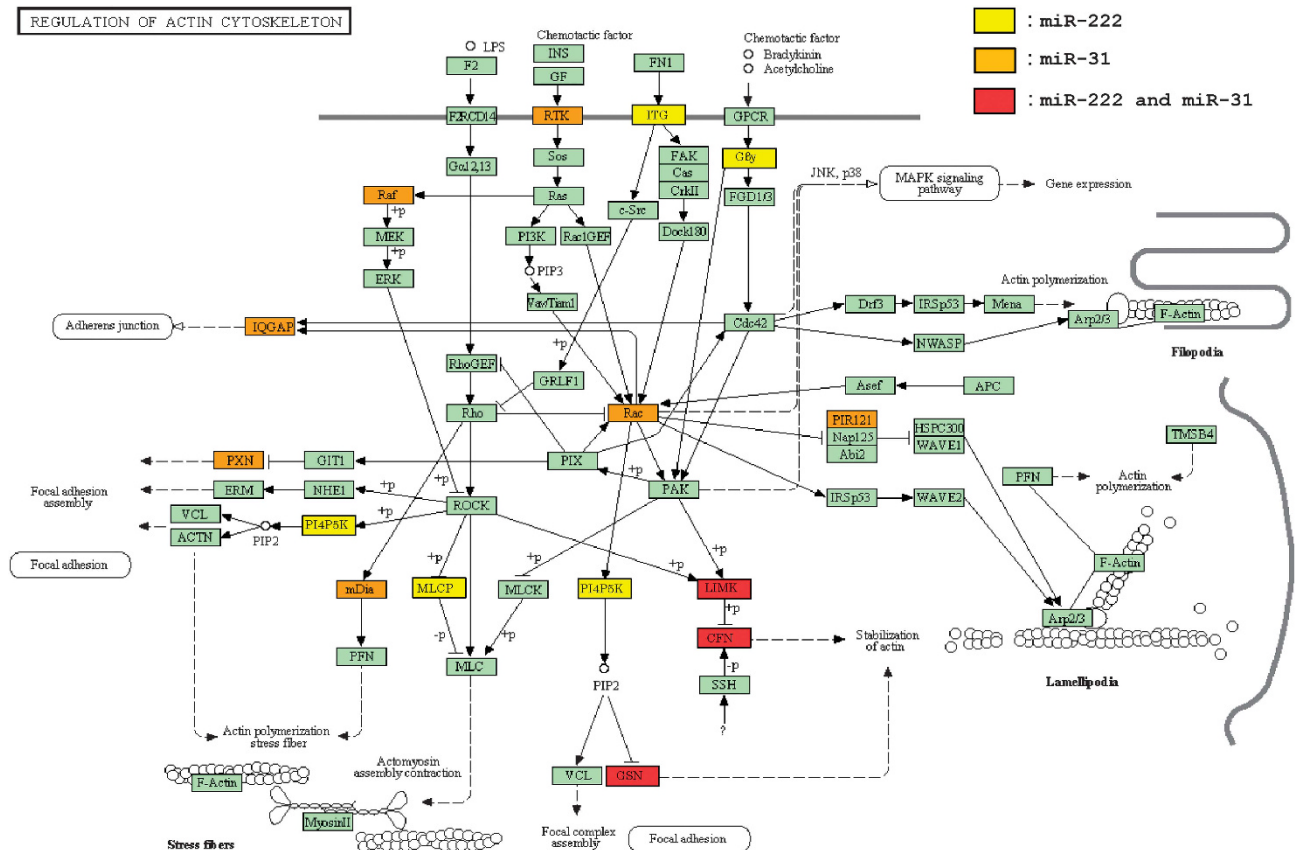 REGULATION OF ACTIN CYTOSKELETON
: miR-222
: miR-31
: miR-222 and miR-31
LPS
Chemotactic factor
Chemotactic factor
Bradykinin
Acetylcholine
F2
INS
GF
FN1
F2RCD14
RTK
ITG
GPCR
Gα12,13
Sos
FAK
Cas
CrkII
Gβγ
JNK, p38
MAPK signaling
pathway
Gene expression
Raf
+p
Ras
c-Src
FGD1/3
MEK
+p
PI3K
Rac1GEF
Dock180
ERK
PIP3
Vav/Tiam1
Actin polymerization
Drf3
IRSp53
Mena
Arp2/3
F-Actin
Adherens junction
IQGAP
+p
Cdc42
NWASP
Filopodia
RhoGEF
GRLF1
Asef
APC
Rho
Rac
PIR121
Nap125
Abi2
HSPC300
WAVE1
TMSB4
PXN
GIT1
PIX
+p
PAK
PFN
Actin
polymerization
Focal adhesion
assembly
ERM
NHE1
+p
+p
ROCK
IRSp53
WAVE2
VCL
ACTN
PIP2
PI4P5K
+p
Focal adhesion
+p
+p
+p
+p
F-Actin
mDia
MLCP
MLCK
PI4P5K
LIMK
+p
Arp2/3
-p
+p
CFN
Stabilization
of actin
PFN
MLC
-p
PIP2
SSH
Lamellipodia
?
Actin polymerization
stress fiber
Actomyosin
assembly contraction
VCL
GSN
F-Actin
MyosinII
Focal complex
assembly
Focal adhesion
Stress fibers